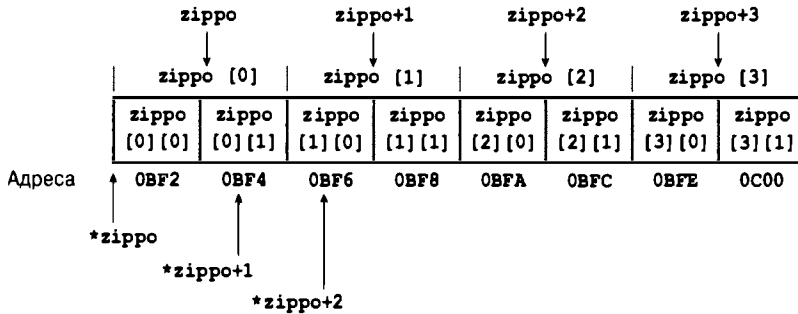 zippo zippo+1 zippo+2 zippo+3
zippo [0] zippo [1] zippo [2] zippo [3]
zippo zippo zippo zippo zippo zippo zippo zippo
[0][0] [0][1] [1][0] [1][1] [2][0] [2][1] [3][0] [3][1]
Адреса 0BF2 0BF4 0BF6 0BF8 0BFA 0BFC 0BFE 0C00
*zippo
*zippo+1
*zippo+2